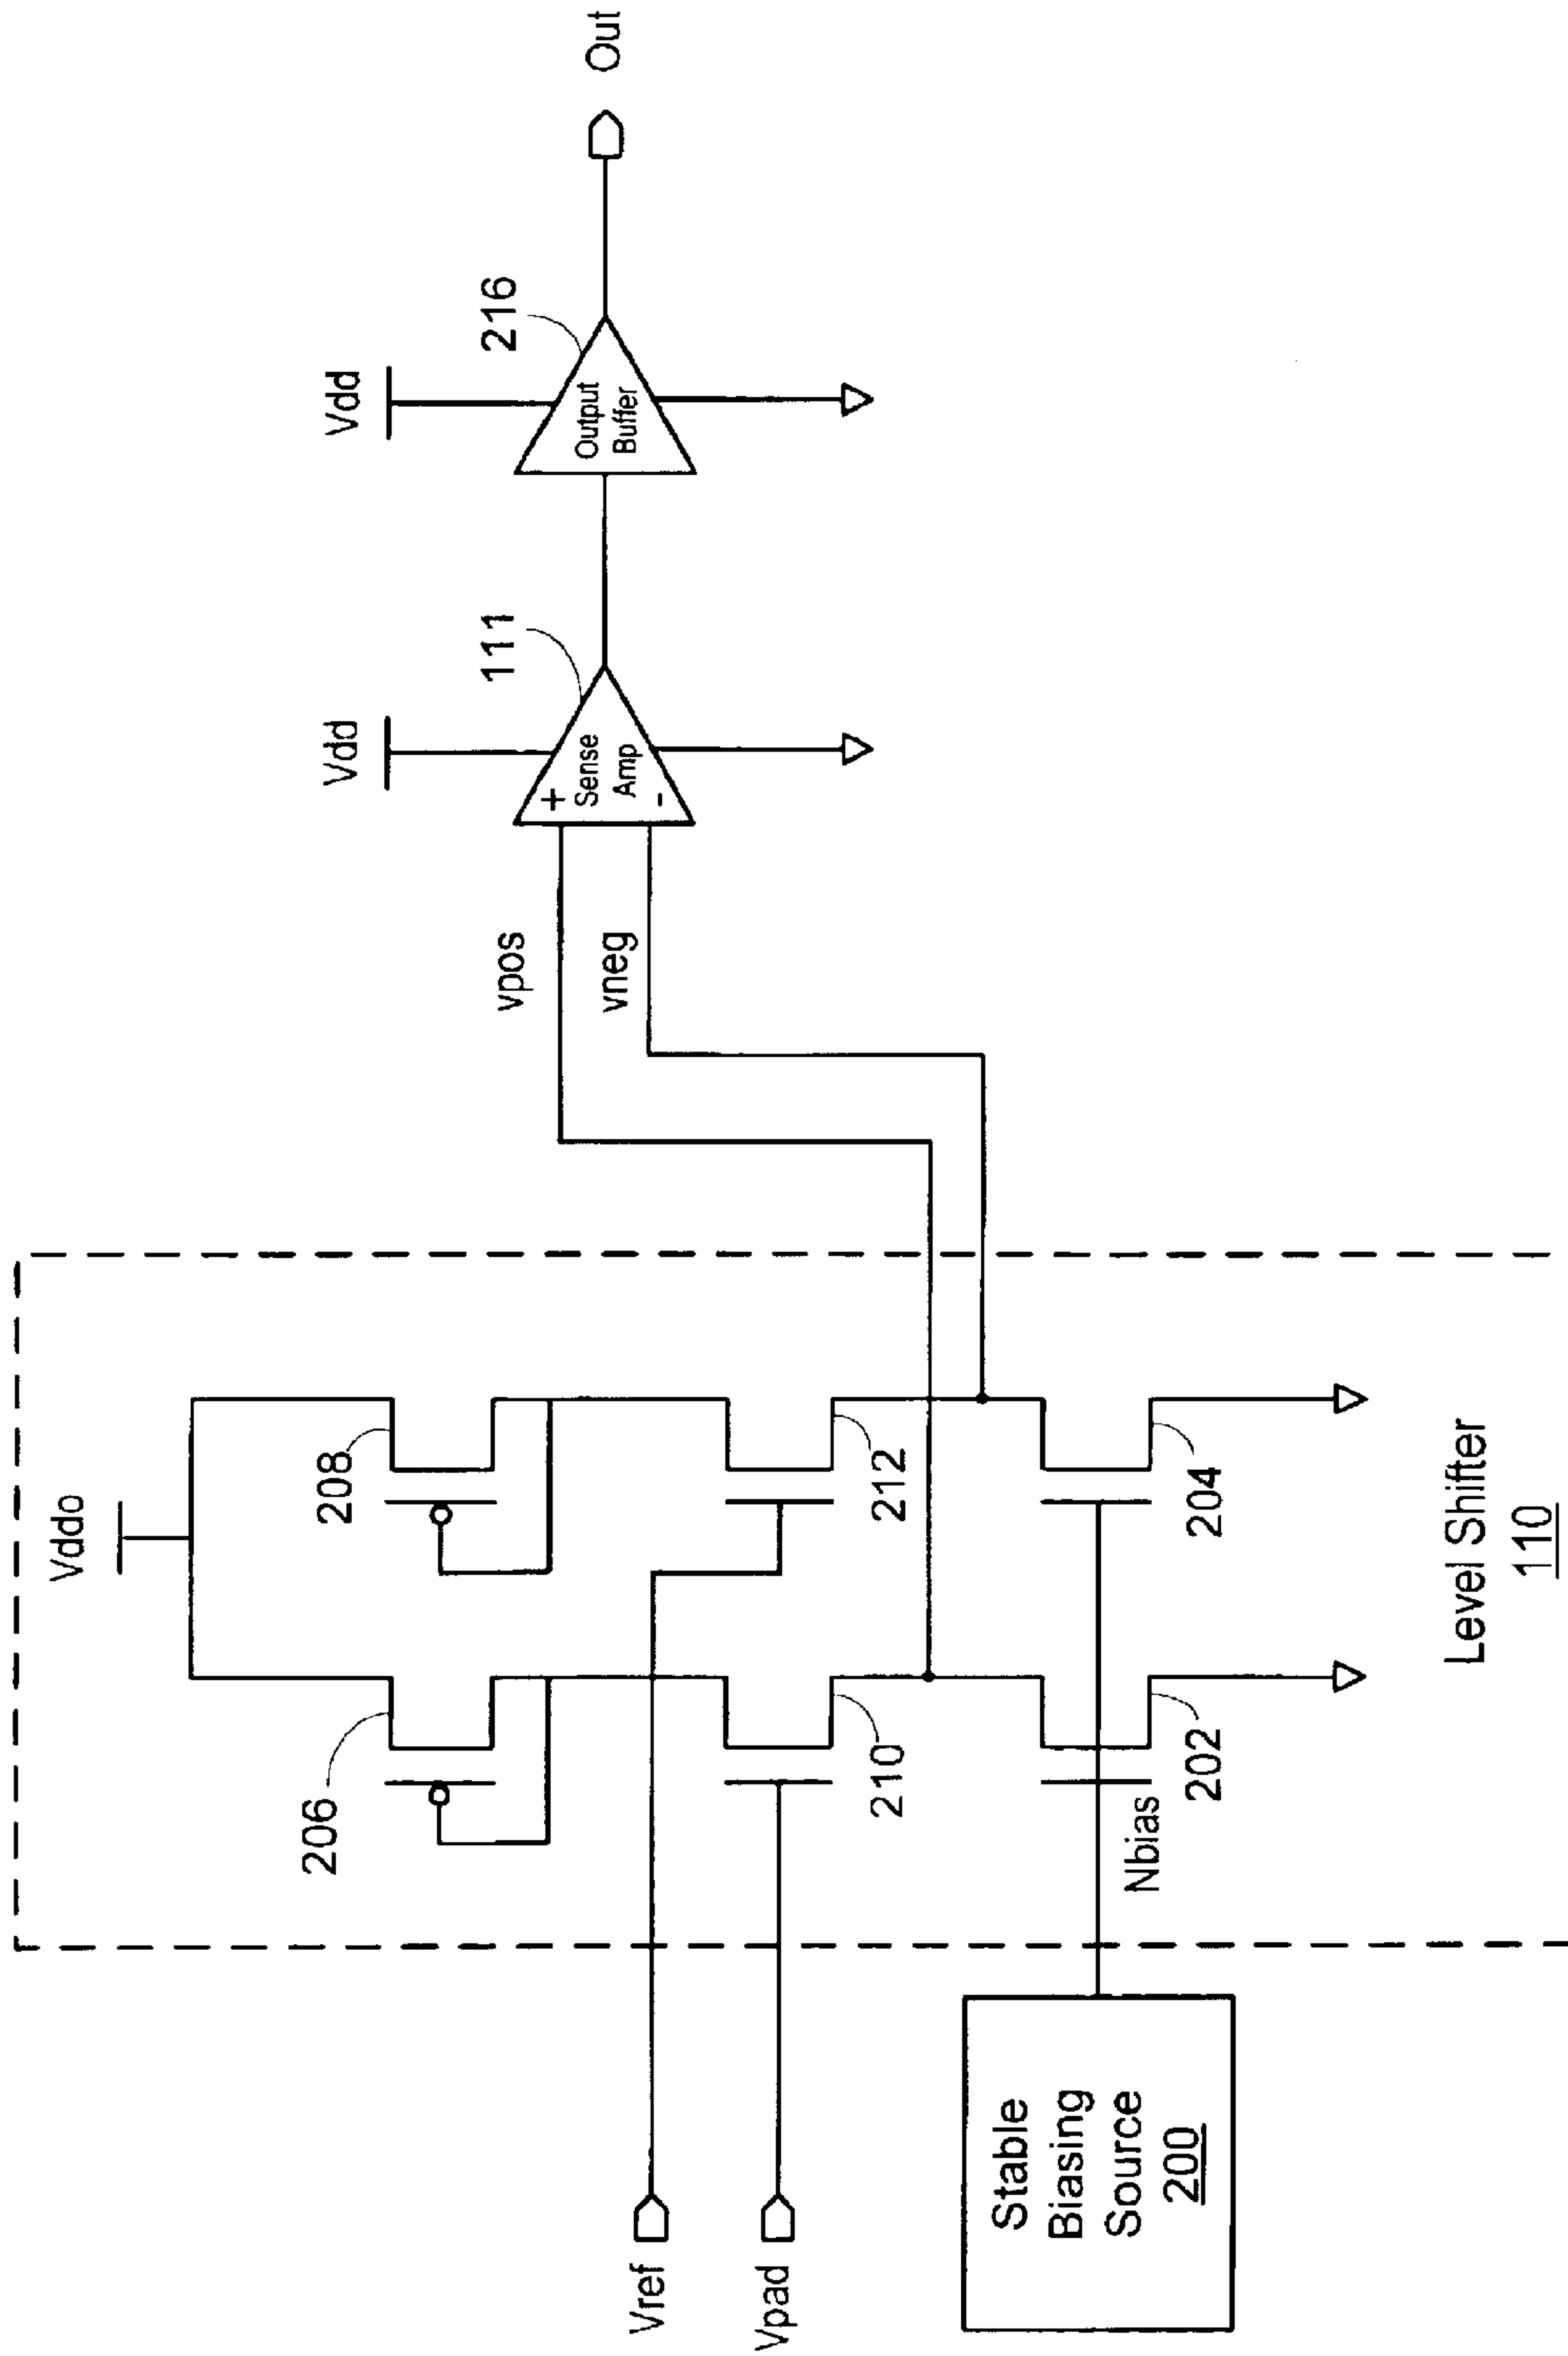 Vddo
208
206
212
210
204
202
Nbias
Level Shifter
110
Vref
Vpad
Stable
Biasing
Source
200
vpos
vneg
Vdd
111
+
Sense
Amp
-
Vdd
216
Output
Buffer
Out